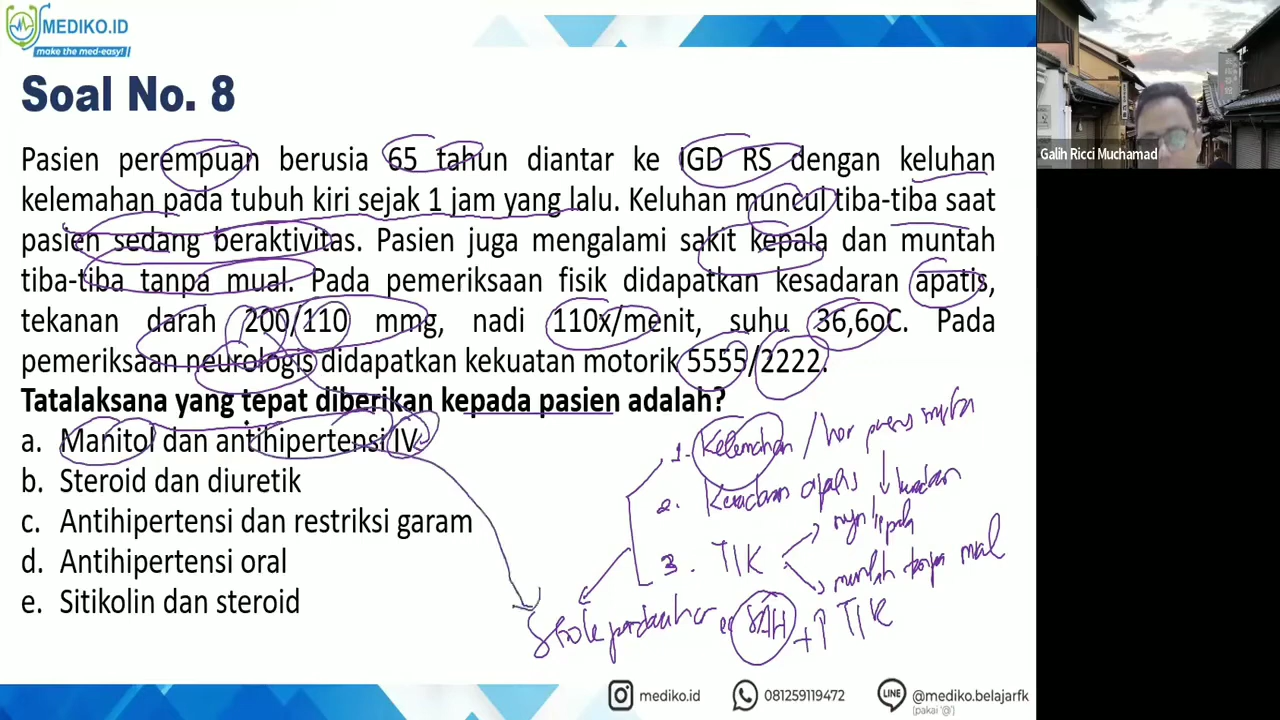 MEDIKO.ID
make the med-easy!
Soal No. 8
Galih Ricci Muchamad
Pasien perempuan berusia 65 tahun diantar ke IGD RS dengan keluhan
kelemahan pada tubuh kiri sejak 1 jam yang lalu. Keluhan muncul tiba-tiba saat
pasien sedang beraktivitas. Pasien juga mengalami sakit kepala dan muntah
tiba-tiba tanpa mual. Pada pemeriksaan fisik didapatkan kesadaran apatis,
tekanan darah 200/110 mmg, nadi 110x/menit, suhu 36,6oC. Pada
pemeriksaan neurologis didapatkan kekuatan motorik 5555/2222.
Tatalaksana yang tepat diberikan kepada pasien adalah?
a. Manitol dan antihipertensi IV
b. Steroid dan diuretik
c. Antihipertensi dan restriksi garam
d. Antihipertensi oral
e. Sitikolin dan steroid
1. Kelemahan /
2. Kesadaran apatis ↓
3. TIK
nyeri kepala
muntah tanpa mual
SAH + ↑ TIK
mediko.id
081259119472
@mediko.belajarfk
(pakai '@')